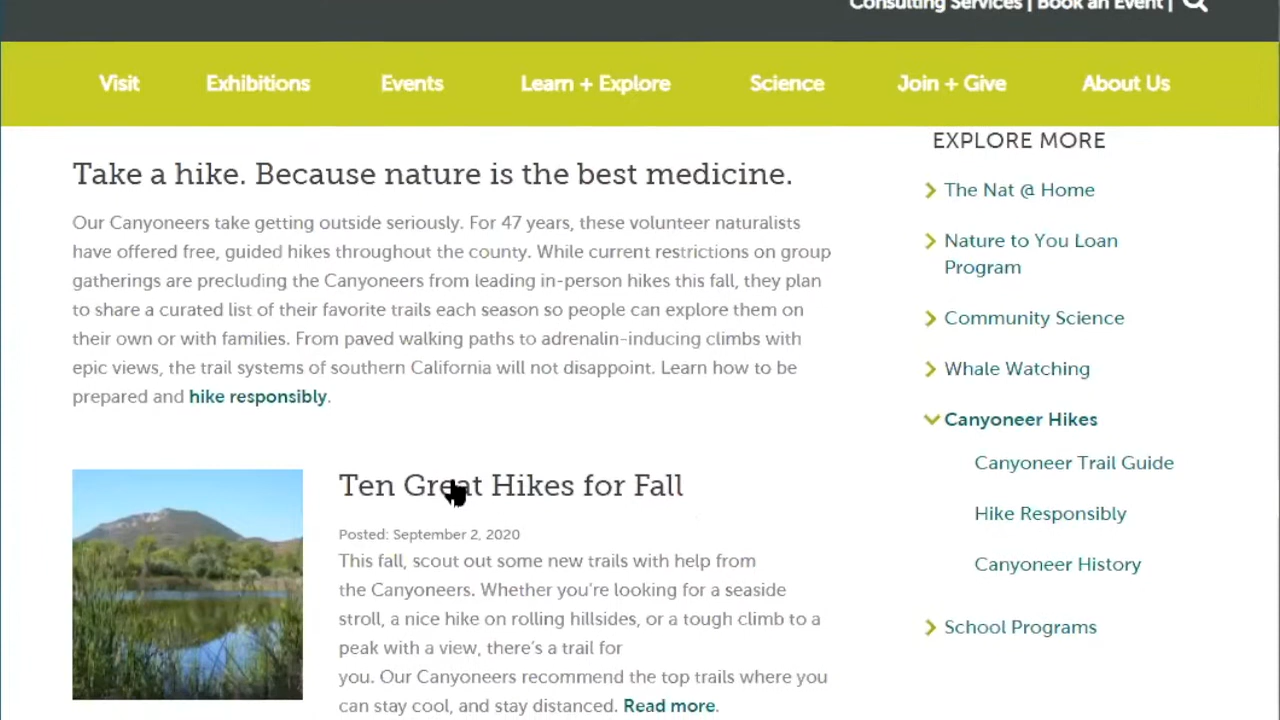 Consulting Services | Book an Event |
Visit Exhibitions Events Learn + Explore Science Join + Give About Us
Take a hike. Because nature is the best medicine.
Our Canyoneers take getting outside seriously. For 47 years, these volunteer naturalists
have offered free, guided hikes throughout the county. While current restrictions on group
gatherings are precluding the Canyoneers from leading in-person hikes this fall, they plan
to share a curated list of their favorite trails each season so people can explore them on
their own or with families. From paved walking paths to adrenalin-inducing climbs with
epic views, the trail systems of southern California will not disappoint. Learn how to be
prepared and hike responsibly.
Ten Great Hikes for Fall
Posted: September 2, 2020
This fall, scout out some new trails with help from
the Canyoneers. Whether you're looking for a seaside
stroll, a nice hike on rolling hillsides, or a tough climb to a
peak with a view, there's a trail for
you. Our Canyoneers recommend the top trails where you
can stay cool, and stay distanced. Read more.
EXPLORE MORE
The Nat @ Home
Nature to You Loan
Program
Community Science
Whale Watching
Canyoneer Hikes
Canyoneer Trail Guide
Hike Responsibly
Canyoneer History
School Programs